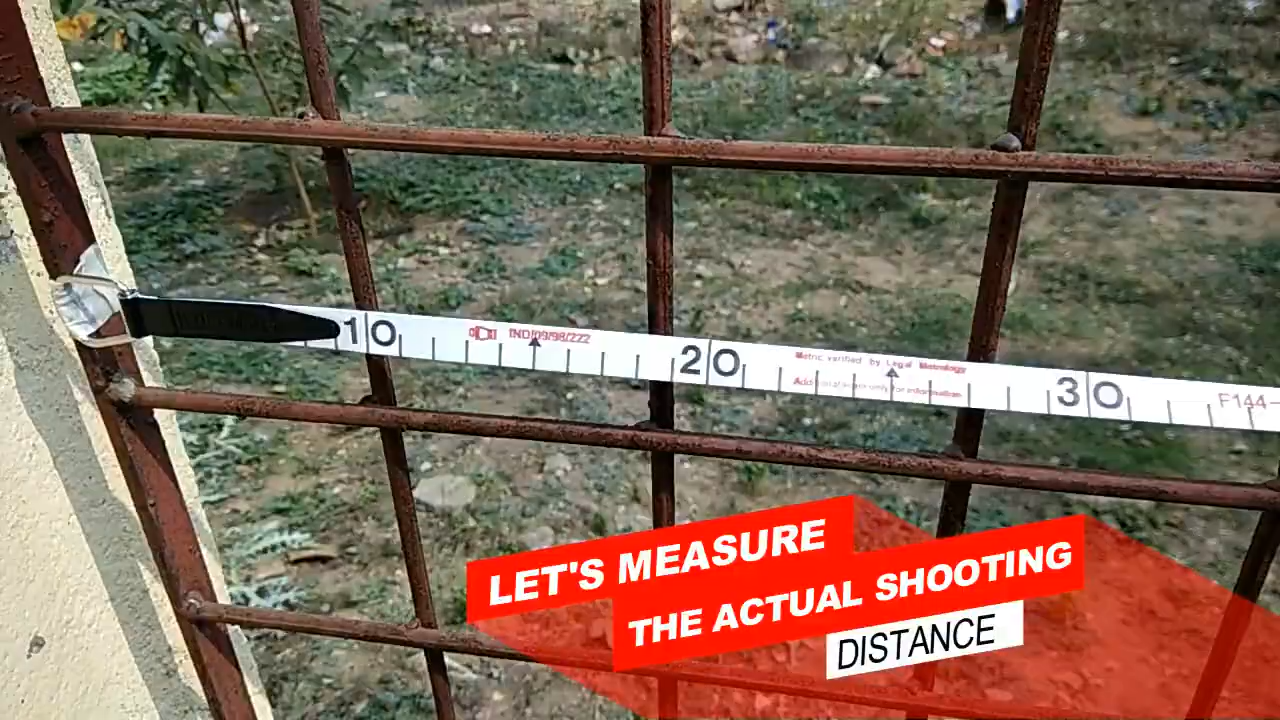 10
IND/09/98/222
20
Metric verified by Legal Metrology
30
F144-
LET'S MEASURE
THE ACTUAL SHOOTING
DISTANCE